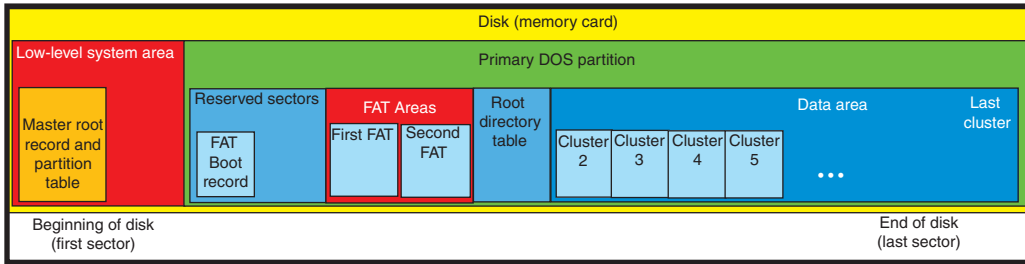 Disk (memory card)
Low-level system area
Primary DOS partition
Master root
record and
partition
table
Reserved sectors
FAT
Boot
record
FAT Areas
First FAT
Second
FAT
Root
directory
table
Data area
Last
cluster
Cluster
2
Cluster
3
Cluster
4
Cluster
5
...
Beginning of disk
(first sector)
End of disk
(last sector)